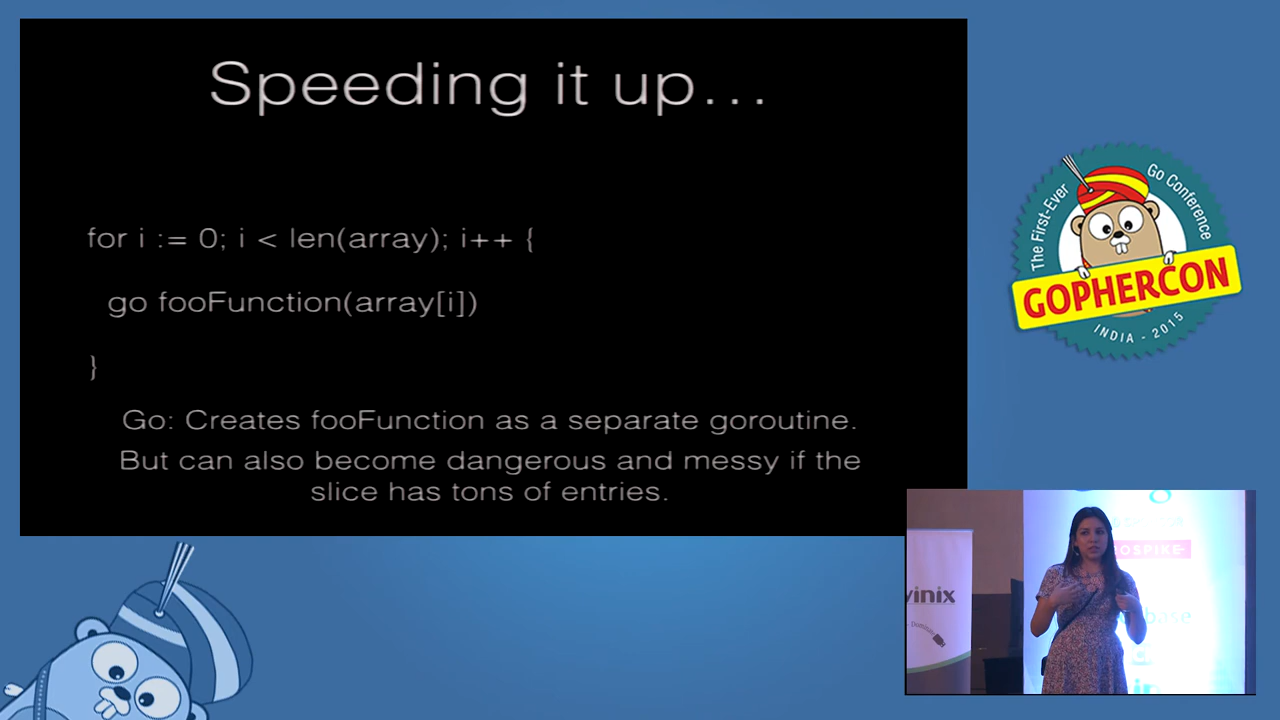 Speeding it up...
for i := 0; i < len(array); i++ {
go fooFunction(array[i])
}
Go: Creates fooFunction as a separate goroutine.
But can also become dangerous and messy if the
slice has tons of entries.
The First-Ever
Go Conference
GOPHERCON
INDIA - 2015
vinix
OSPIKE
base